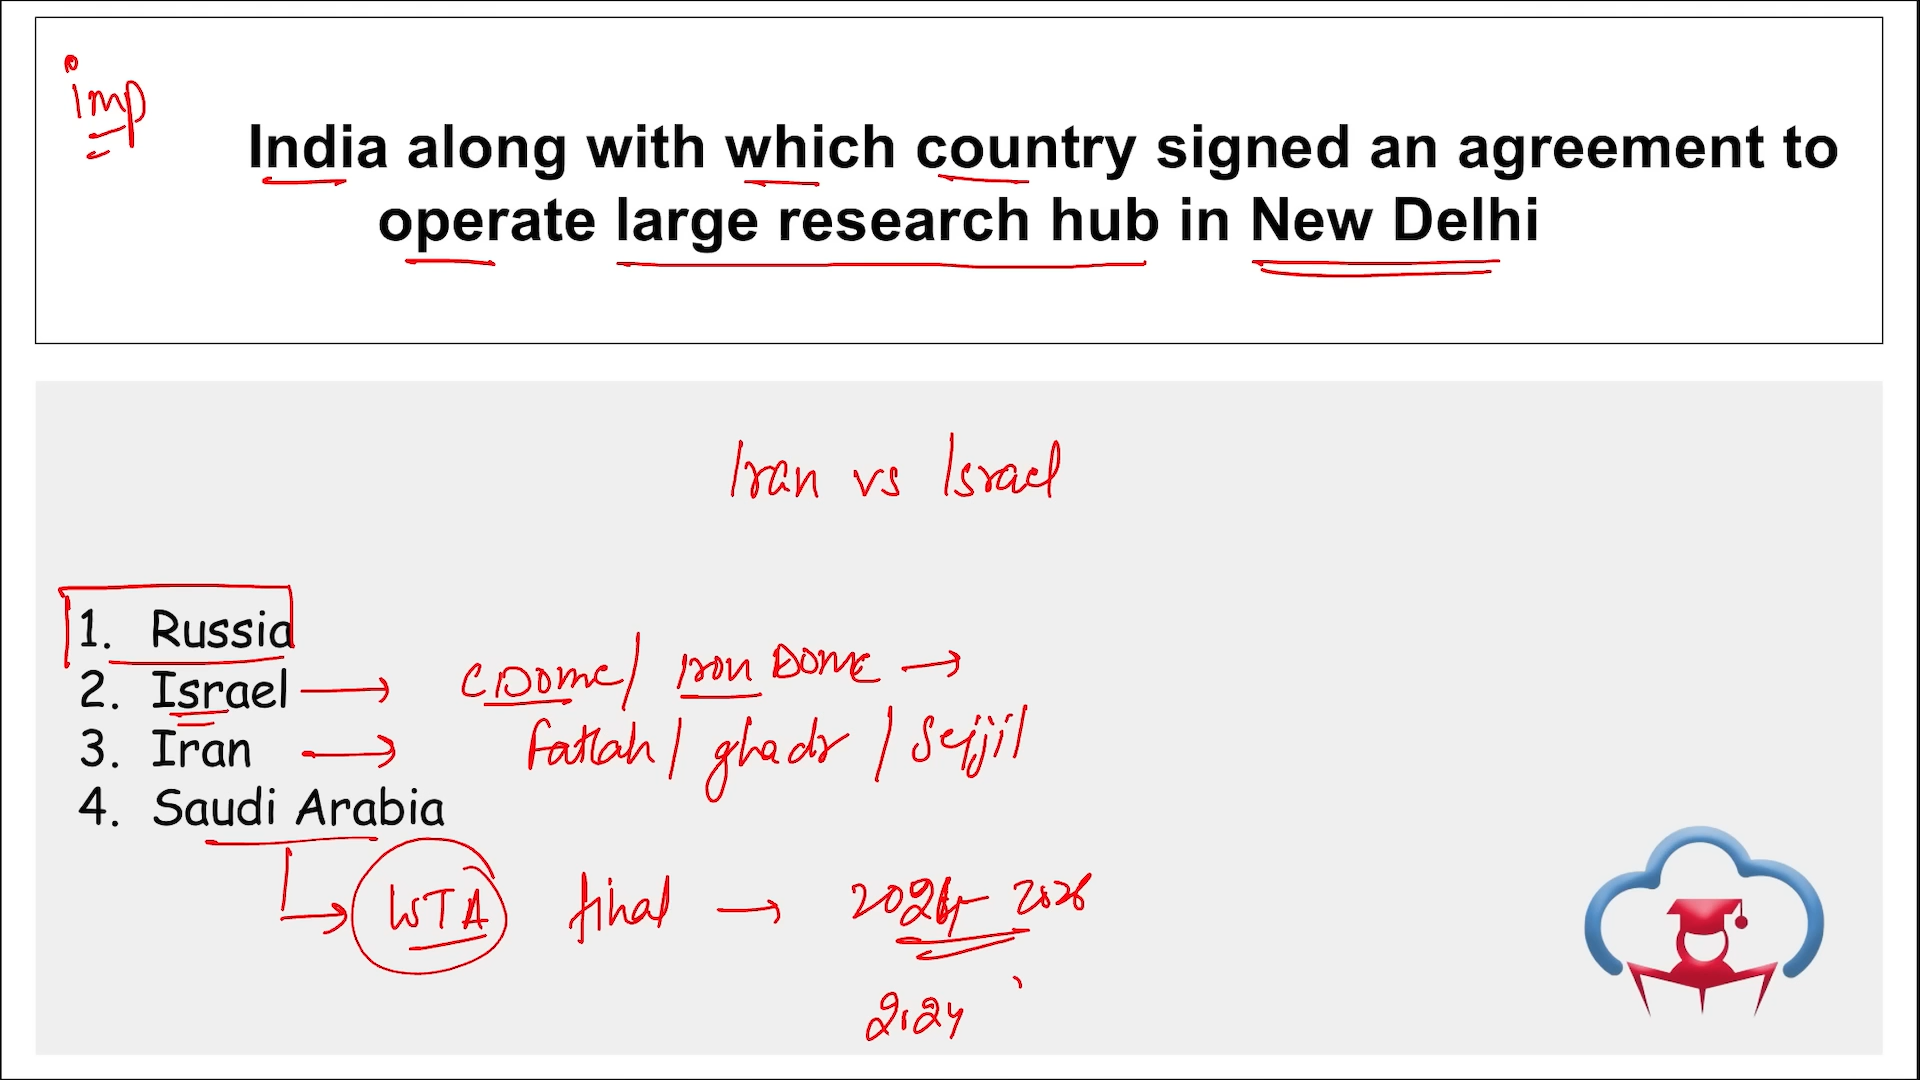 imp
India along with which country signed an agreement to
operate large research hub in New Delhi
Iran vs Israel
1. Russia
2. Israel → C Dome / Iron Dome →
3. Iran → Fattah / ghadr / Sejjil
4. Saudi Arabia
→ WTA final → 2024 - 2026
2024